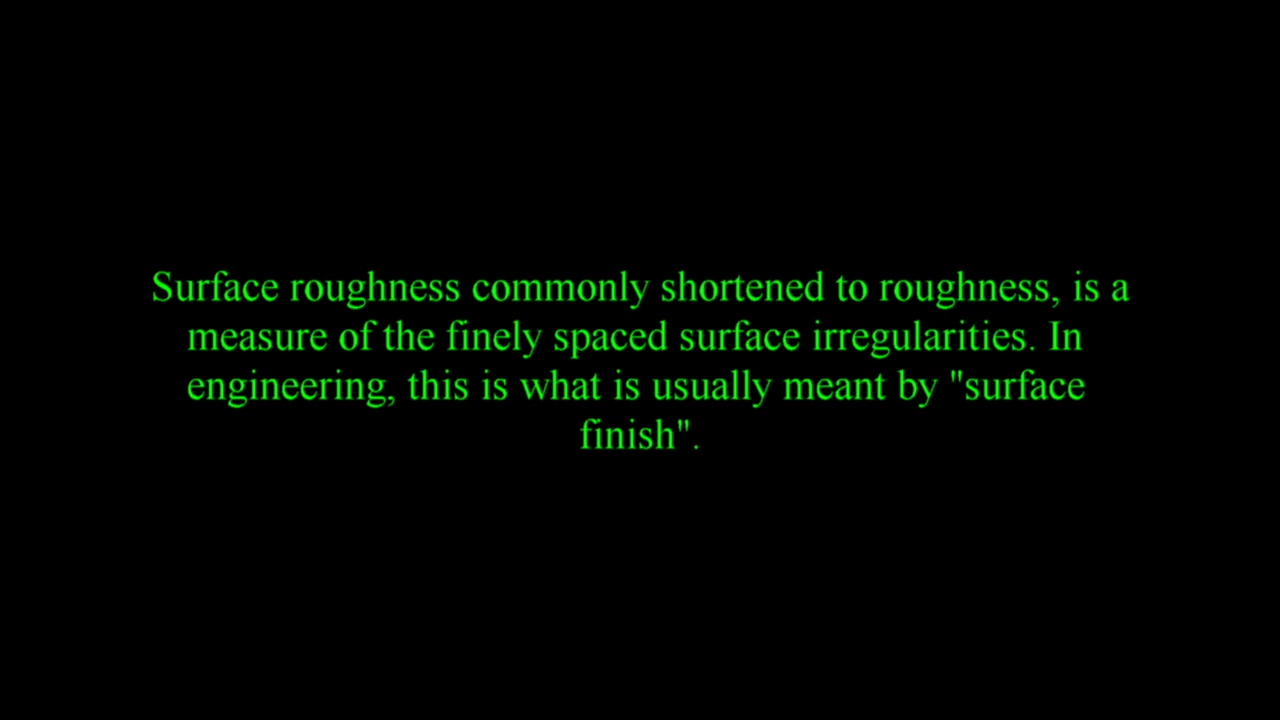 Surface roughness commonly shortened to roughness, is a
measure of the finely spaced surface irregularities. In
engineering, this is what is usually meant by "surface
finish".